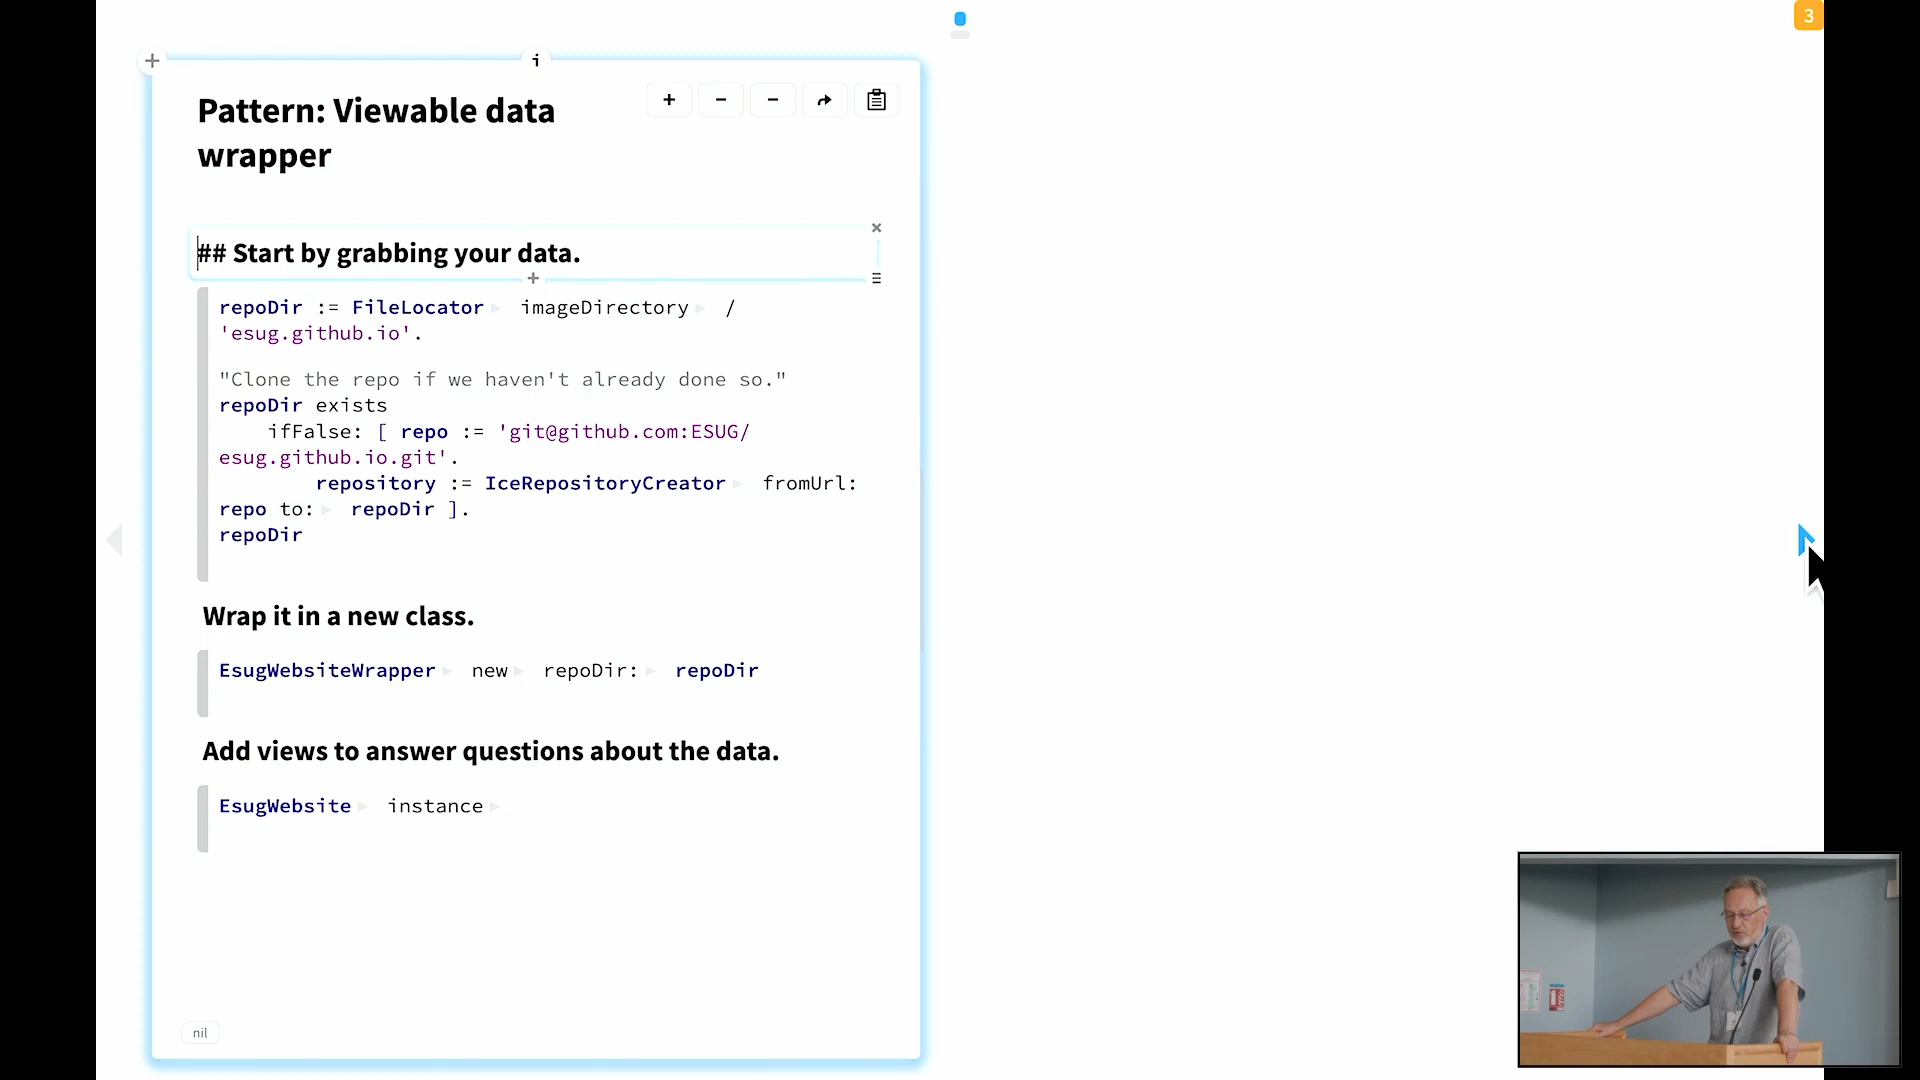 3
i
Pattern: Viewable data
wrapper
## Start by grabbing your data.
repoDir := FileLocator imageDirectory /
'esug.github.io'.
"Clone the repo if we haven't already done so."
repoDir exists
ifFalse: [ repo := 'git@github.com:ESUG/
esug.github.io.git'.
repository := IceRepositoryCreator fromUrl:
repo to: repoDir ].
repoDir
Wrap it in a new class.
EsugWebsiteWrapper new repoDir: repoDir
Add views to answer questions about the data.
EsugWebsite instance
nil